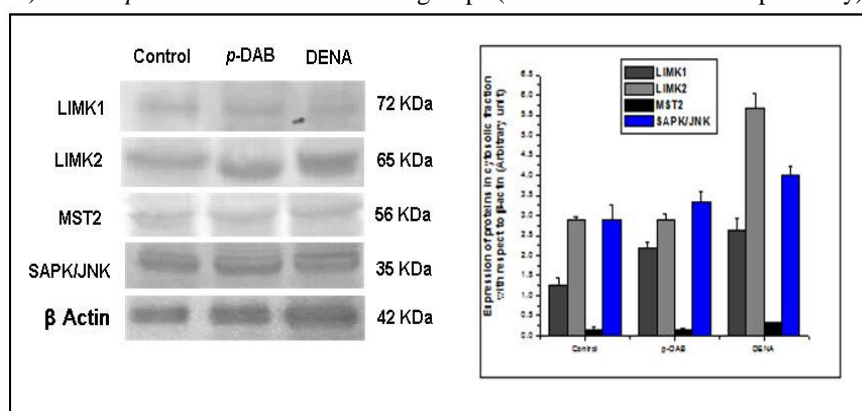 Control p-DAB DENA
LIMK1 72 KDa
LIMK2 65 KDa
MST2 56 KDa
SAPK/JNK 35 KDa
β Actin 42 KDa
Expression of proteins in cytosolic fraction
with respect to β-actin (Arbitrary unit)
6.5
6.0
5.5
5.0
4.5
4.0
3.5
3.0
2.5
2.0
1.5
1.0
0.5
0.0
LIMK1
LIMK2
MST2
SAPK/JNK
Control p-DAB DENA